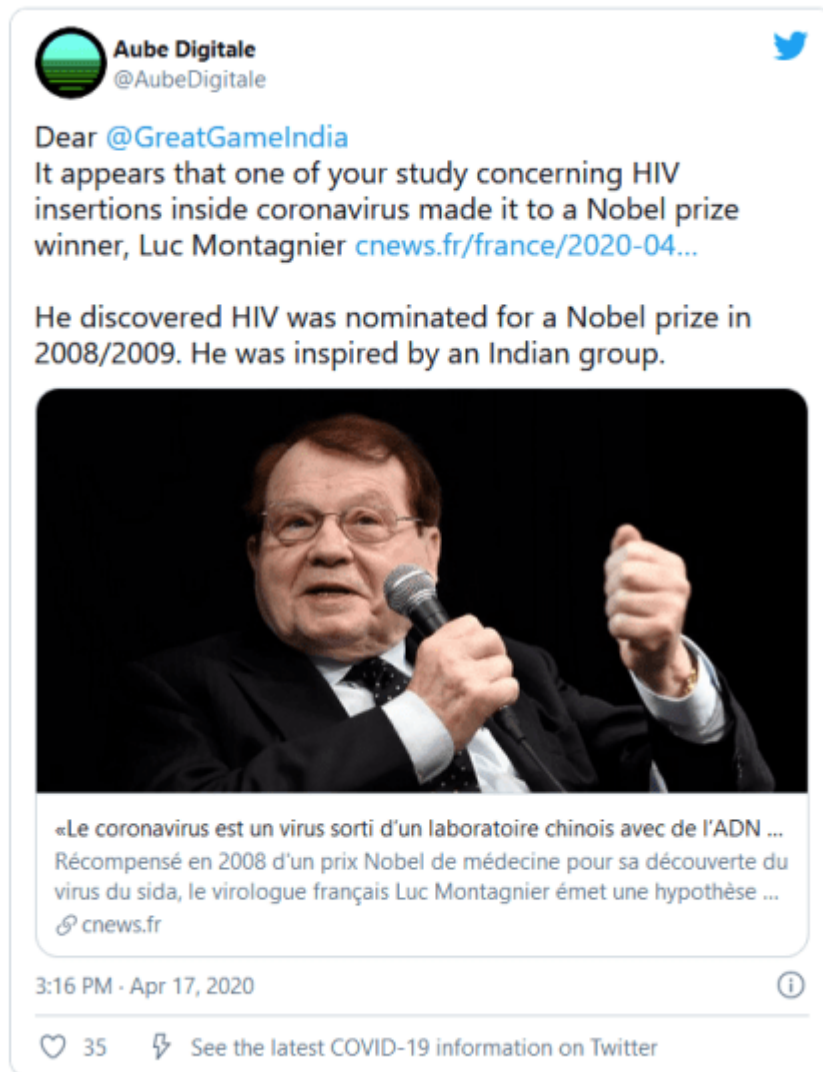 Aube Digitale
@AubeDigitale
Dear @GreatGameIndia
It appears that one of your study concerning HIV
insertions inside coronavirus made it to a Nobel prize
winner, Luc Montagnier cnews.fr/france/2020-04...
He discovered HIV was nominated for a Nobel prize in
2008/2009. He was inspired by an Indian group.
«Le coronavirus est un virus sorti d'un laboratoire chinois avec de l'ADN ...
Récompensé en 2008 d'un prix Nobel de médecine pour sa découverte du
virus du sida, le virologue français Luc Montagnier émet une hypothèse ...
cnews.fr
3:16 PM · Apr 17, 2020
35 See the latest COVID-19 information on Twitter